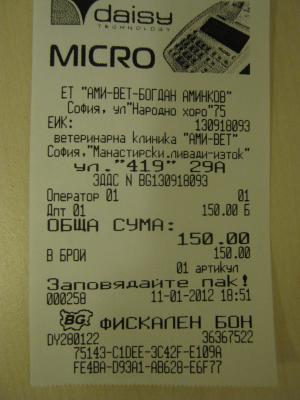 daisy
TECHNOLOGY
MICRO
ЕТ "АМИ-ВЕТ-БОГДАН АМИНКОВ"
София, ул"Народно хоро"75
ЕИК: 130918093
ветеринарна клиника "АМИ-ВЕТ"
София,"Манастирски.ливади-изток"
ул."419" 29А
ЗДДС N BG130918093
Оператор 01 01
Дпт 01 150.00 Б
ОБЩА СУМА:
150.00
В БРОИ 150.00
01 артикул
Заповядайте пак!
000258 11-01-2012 18:51
BG ФИСКАЛЕН БОН
DY280122 36367522
75143-C1DEE-3C42F-E109A
FE4BA-D93A1-AB628-E6F77